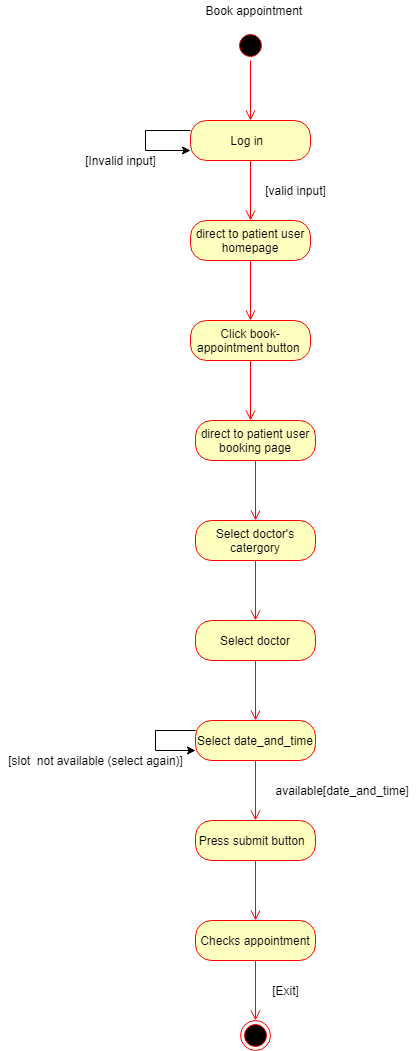 Book appointment
Log in
[Invalid input]
[valid input]
direct to patient user
homepage
Click book-
appointment button
direct to patient user
booking page
Select doctor's
catergory
Select doctor
Select date_and_time
[slot  not available (select again)]
available[date_and_time]
Press submit button
Checks appointment
[Exit]